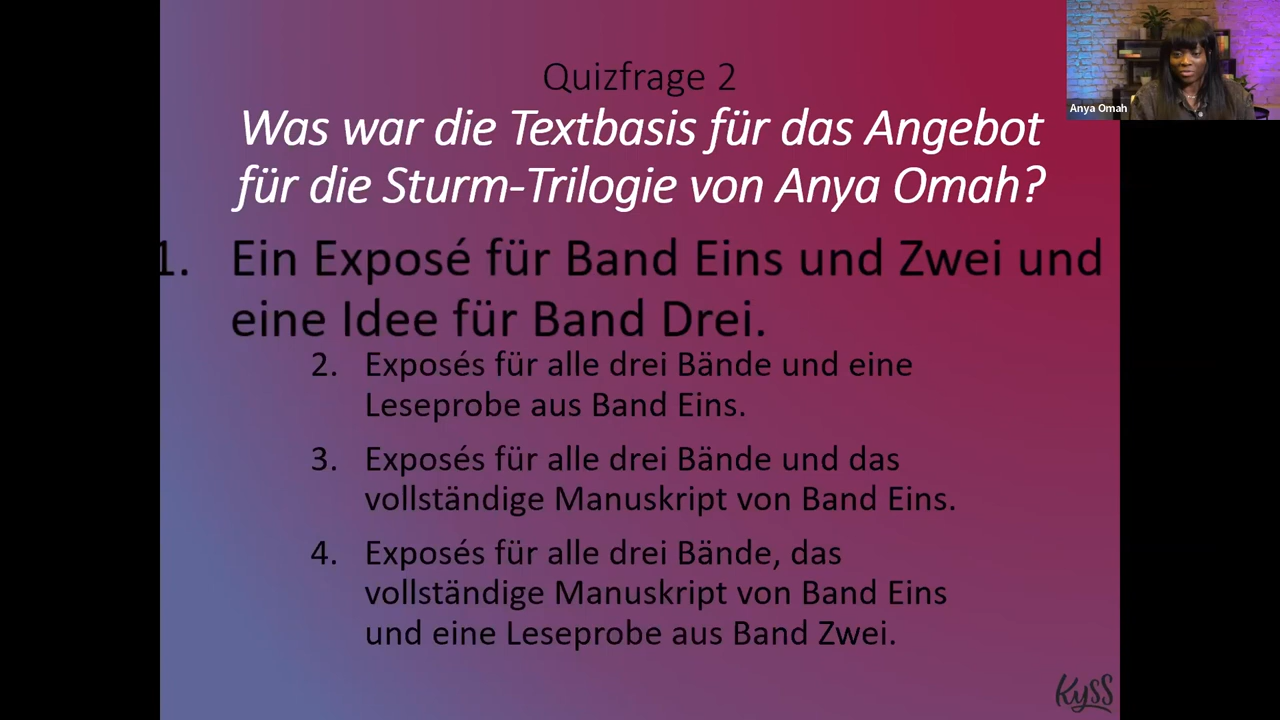 Quizfrage 2
Was war die Textbasis für das Angebot
für die Sturm-Trilogie von Anya Omah?
1. Ein Exposé für Band Eins und Zwei und
eine Idee für Band Drei.
2. Exposés für alle drei Bände und eine
Leseprobe aus Band Eins.
3. Exposés für alle drei Bände und das
vollständige Manuskript von Band Eins.
4. Exposés für alle drei Bände, das
vollständige Manuskript von Band Eins
und eine Leseprobe aus Band Zwei.
Anya Omah
Kyss